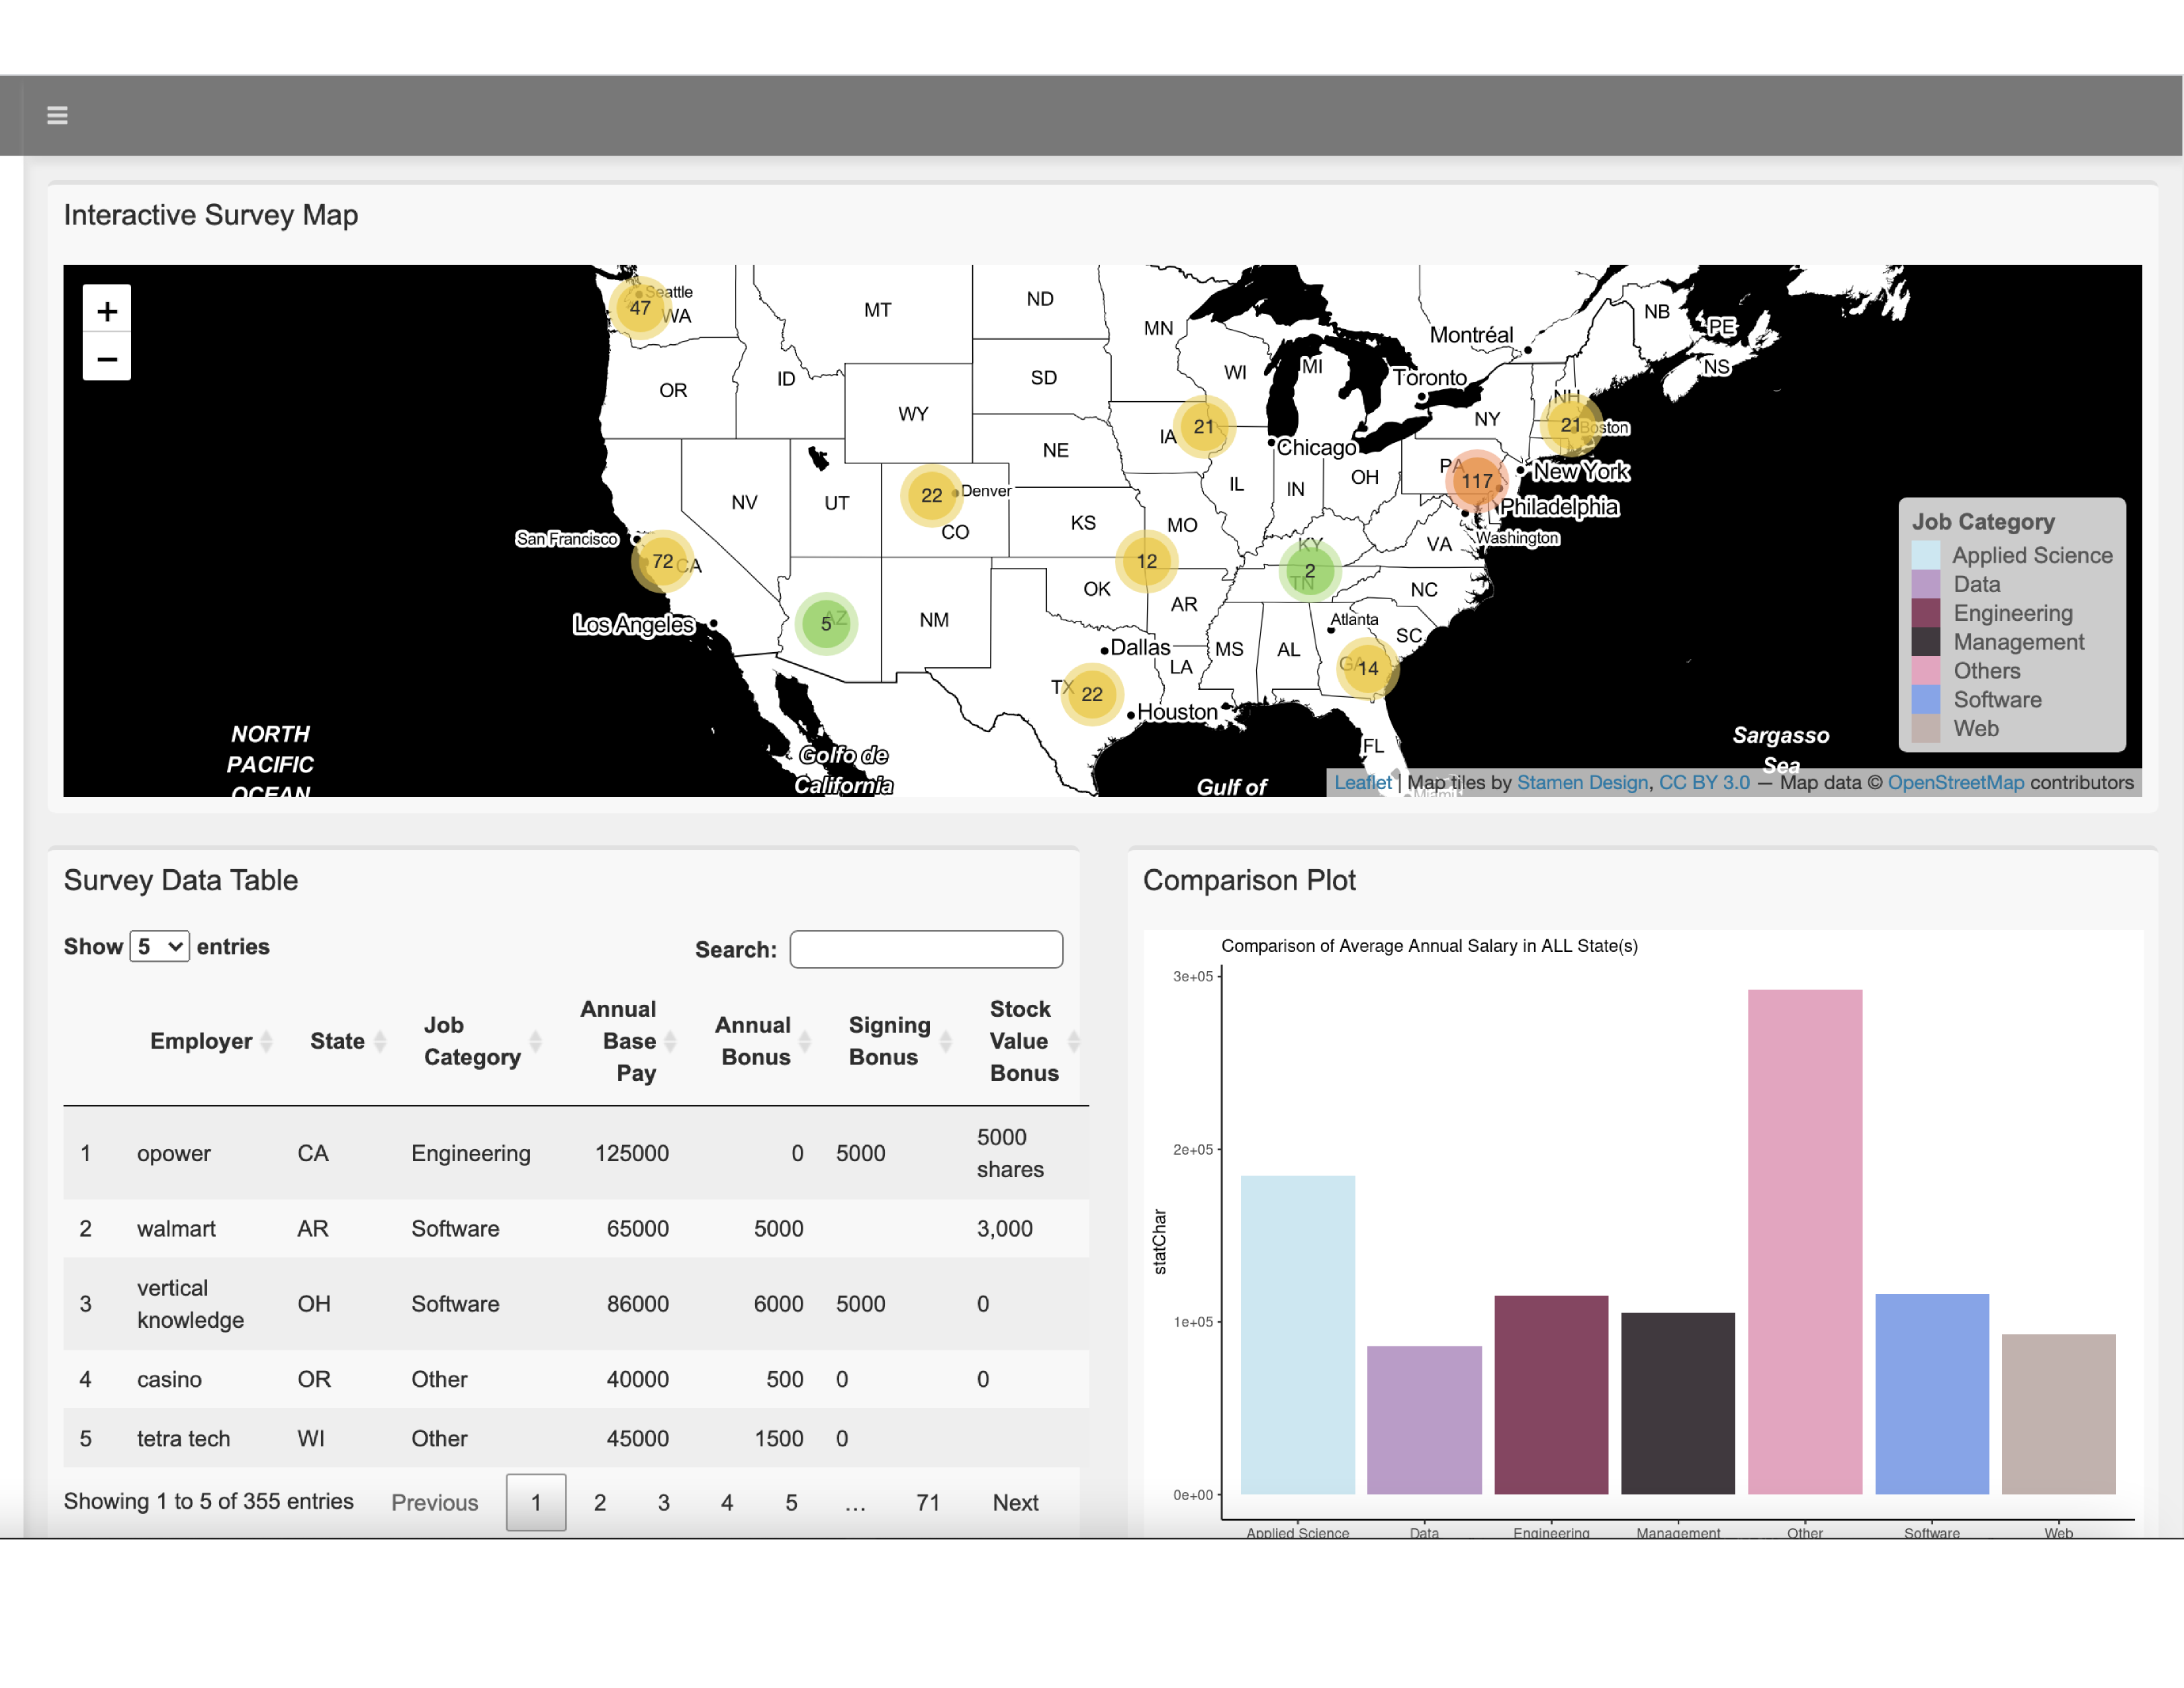 Interactive Survey Map
+
−
Seattle
47
WA
MT
ND
MN
OR
ID
WY
SD
WI
MI
Montréal
Toronto
NB
PE
NS
NH
21
Boston
NY
IA
21
Chicago
NE
NV
UT
22
Denver
CO
KS
MO
IL
IN
OH
PA
117
New York
Philadelphia
Washington
VA
San Francisco
72
CA
12
KY
2
TN
NC
OK
AR
5
AZ
NM
Los Angeles
Dallas
LA
MS
AL
Atlanta
SC
GA
14
TX
22
Houston
FL
Miami
NORTH
PACIFIC
OCEAN
Golfo de
California
Gulf of
Sargasso
Sea
Job Category
Applied Science
Data
Engineering
Management
Others
Software
Web
Leaflet | Map tiles by Stamen Design, CC BY 3.0 — Map data © OpenStreetMap contributors
Survey Data Table
Show 5 entries
Search:
Employer State Job Category Annual Base Pay Annual Bonus Signing Bonus Stock Value Bonus
1 opower CA Engineering 125000 0 5000 5000 shares
2 walmart AR Software 65000 5000 3,000
3 vertical knowledge OH Software 86000 6000 5000 0
4 casino OR Other 40000 500 0 0
5 tetra tech WI Other 45000 1500 0
Showing 1 to 5 of 355 entries Previous 1 2 3 4 5 ... 71 Next
Comparison Plot
Comparison of Average Annual Salary in ALL State(s)
3e+05
2e+05
1e+05
0e+00
statChar
Applied Science Data Engineering Management Other Software Web